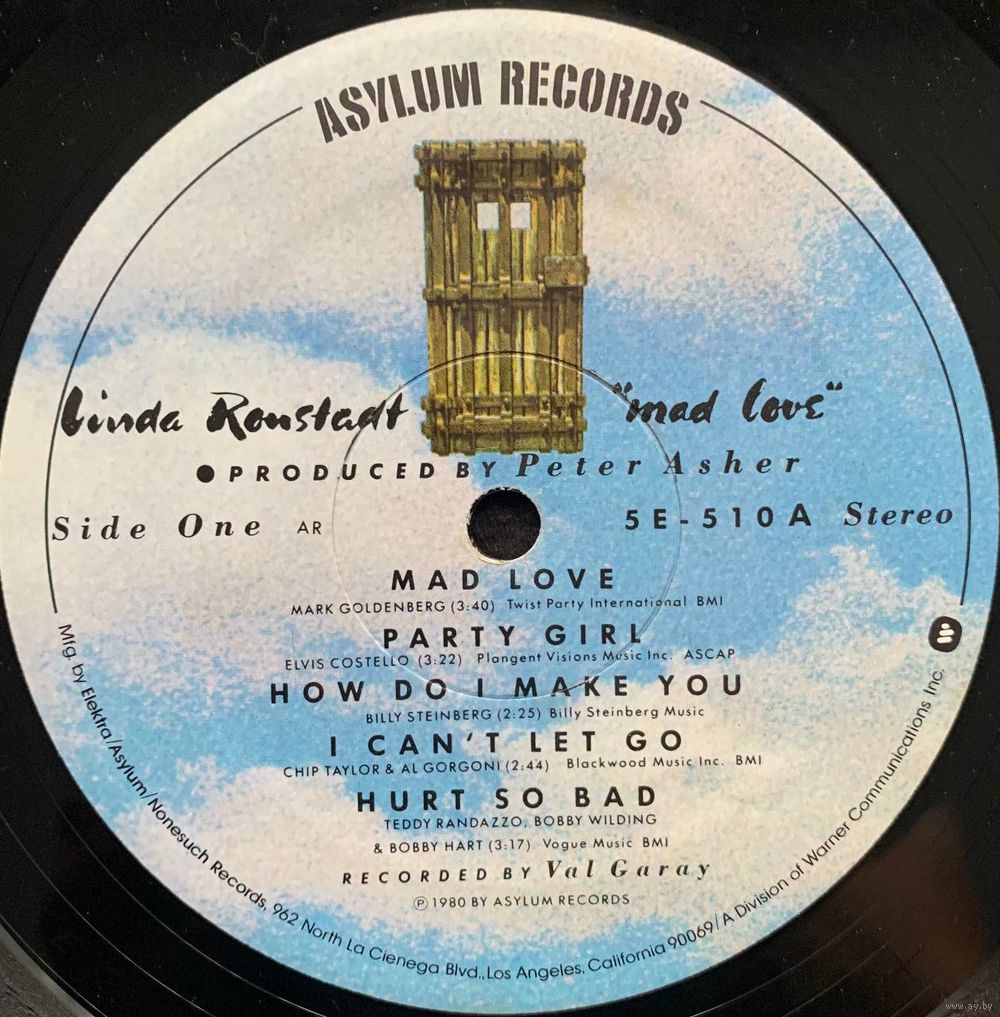 ASYLUM RECORDS
Linda Ronstadt "mad love"
● PRODUCED BY Peter Asher
Side One AR 5E-510A Stereo
MAD LOVE
MARK GOLDENBERG (3:40) Twist Party International BMI
PARTY GIRL
ELVIS COSTELLO (3:22) Plangent Visions Music Inc. ASCAP
HOW DO I MAKE YOU
BILLY STEINBERG (2:25) Billy Steinberg Music
I CAN'T LET GO
CHIP TAYLOR & AL GORGONI (2:44) Blackwood Music Inc. BMI
HURT SO BAD
TEDDY RANDAZZO, BOBBY WILDING
& BOBBY HART (3:17) Vogue Music BMI
RECORDED BY Val Garay
Ⓟ 1980 BY ASYLUM RECORDS
Mfg. by Elektra/Asylum/Nonesuch Records, 962 North La Cienega Blvd., Los Angeles, California 90069/A Division of Warner Communications Inc.
www.ay.by